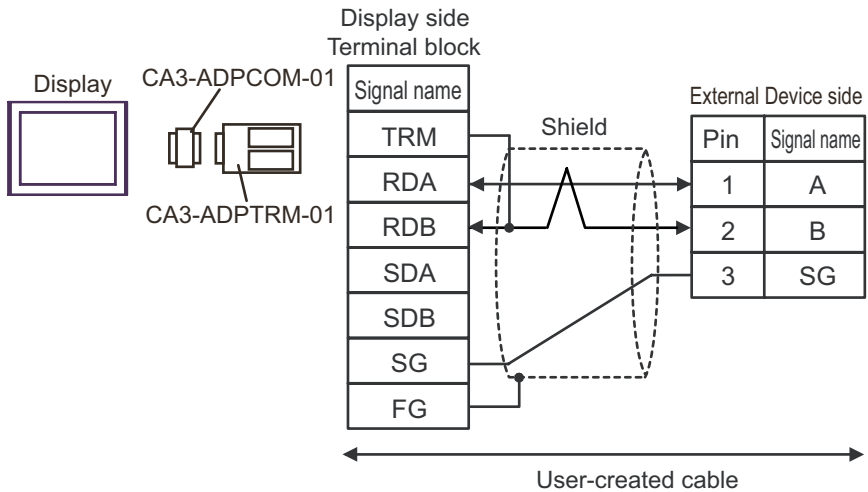 Display side
Terminal block
Display
CA3-ADPCOM-01
CA3-ADPTRM-01
Signal name
TRM
RDA
RDB
SDA
SDB
SG
FG
Shield
External Device side
Pin Signal name
1 A
2 B
3 SG
User-created cable